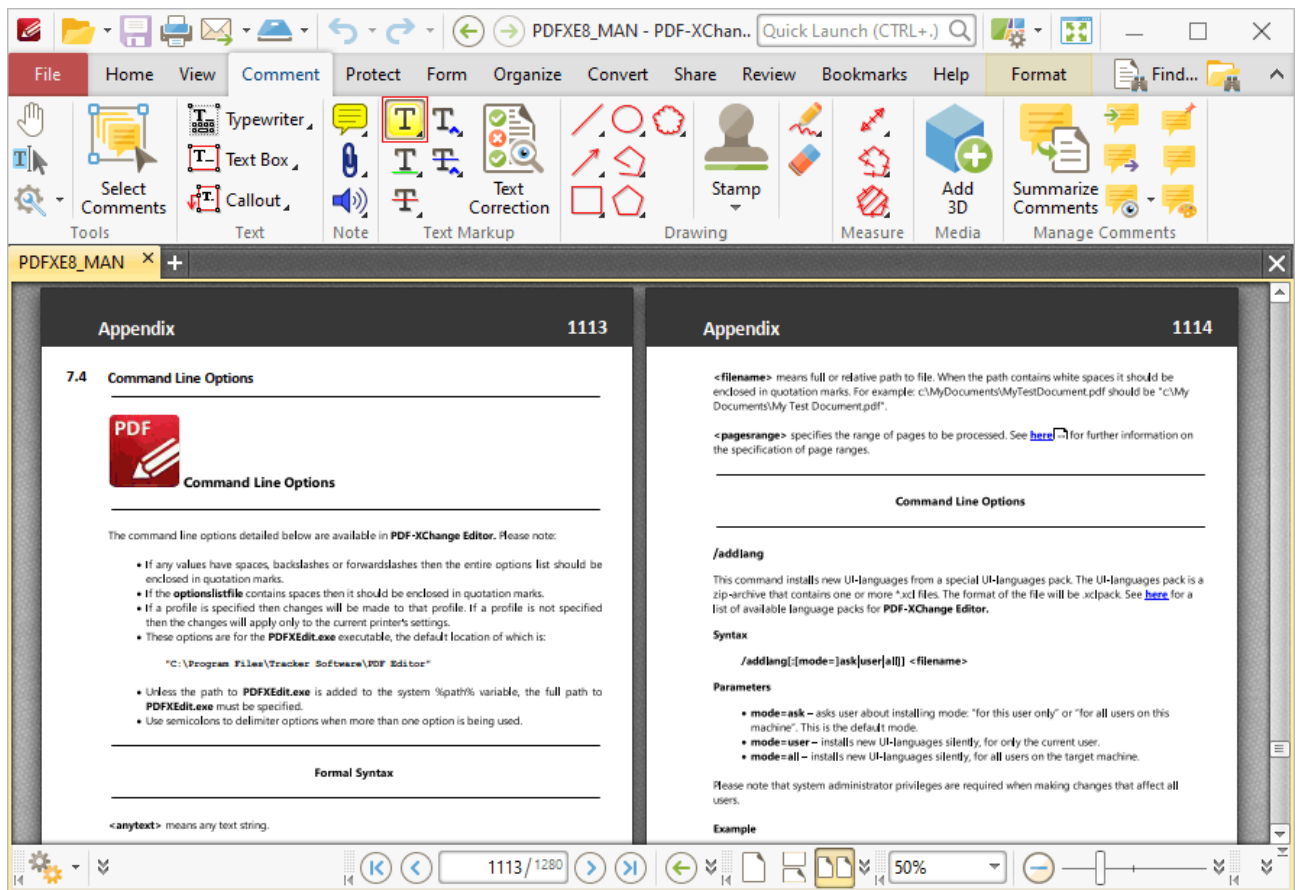 PDFXE8_MAN - PDF-XChan.. Quick Launch (CTRL+.)
File Home View Comment Protect Form Organize Convert Share Review Bookmarks Help Format Find...
Typewriter
Text Box
Callout
Select Comments
Text Correction
Stamp
Add 3D
Summarize Comments
Tools Text Note Text Markup Drawing Measure Media Manage Comments
PDFXE8_MAN
Appendix 1113
7.4 Command Line Options
PDF
Command Line Options
The command line options detailed below are available in PDF-XChange Editor. Please note:
• If any values have spaces, backslashes or forwardslashes then the entire options list should be
enclosed in quotation marks.
• If the optionslistfile contains spaces then it should be enclosed in quotation marks.
• If a profile is specified then changes will be made to that profile. If a profile is not specified
then the changes will apply only to the current printer's settings.
• These options are for the PDFXEdit.exe executable, the default location of which is:
"C:\Program Files\Tracker Software\PDF Editor"
• Unless the path to PDFXEdit.exe is added to the system %path% variable, the full path to
PDFXEdit.exe must be specified.
• Use semicolons to delimiter options when more than one option is being used.
Formal Syntax
<anytext> means any text string.
Appendix 1114
<filename> means full or relative path to file. When the path contains white spaces it should be
enclosed in quotation marks. For example: c:\MyDocuments\MyTestDocument.pdf should be "c:\My
Documents\My Test Document.pdf".
<pagesrange> specifies the range of pages to be processed. See here for further information on
the specification of page ranges.
Command Line Options
/addlang
This command installs new UI-languages from a special UI-languages pack. The UI-languages pack is a
zip-archive that contains one or more *.xcl files. The format of the file will be .xclpack. See here for a
list of available language packs for PDF-XChange Editor.
Syntax
/addlang[:[mode=]ask|user|all]] <filename>
Parameters
• mode=ask – asks user about installing mode: "for this user only" or "for all users on this
machine". This is the default mode.
• mode=user – installs new UI-languages silently, for only the current user.
• mode=all – installs new UI-languages silently, for all users on the target machine.
Please note that system administrator privileges are required when making changes that affect all
users.
Example
1113/1280 50%